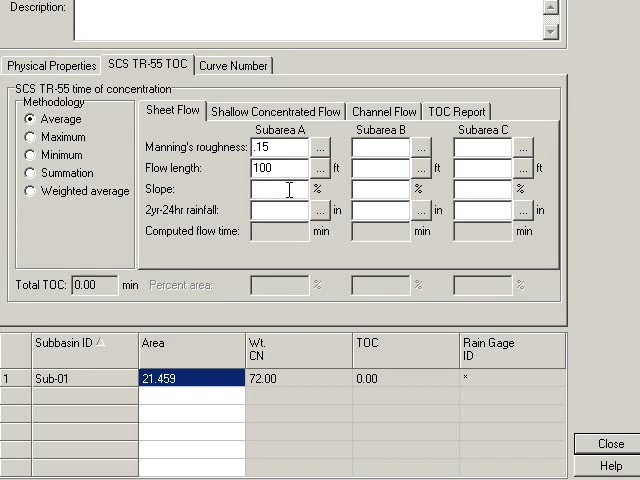 Description:
Physical Properties SCS TR-55 TOC Curve Number
SCS TR-55 time of concentration
Methodology
Average
Maximum
Minimum
Summation
Weighted average
Sheet Flow Shallow Concentrated Flow Channel Flow TOC Report
Subarea A Subarea B Subarea C
Manning's roughness: .15 ... ... ...
Flow length: 100 ... ft ... ft ... ft
Slope: % % %
2yr-24hr rainfall: ... in ... in ... in
Computed flow time: min min min
Total TOC: 0.00 min Percent area: % % %
Subbasin ID Area Wt. CN TOC Rain Gage ID
1 Sub-01 21.459 72.00 0.00 *
Close
Help